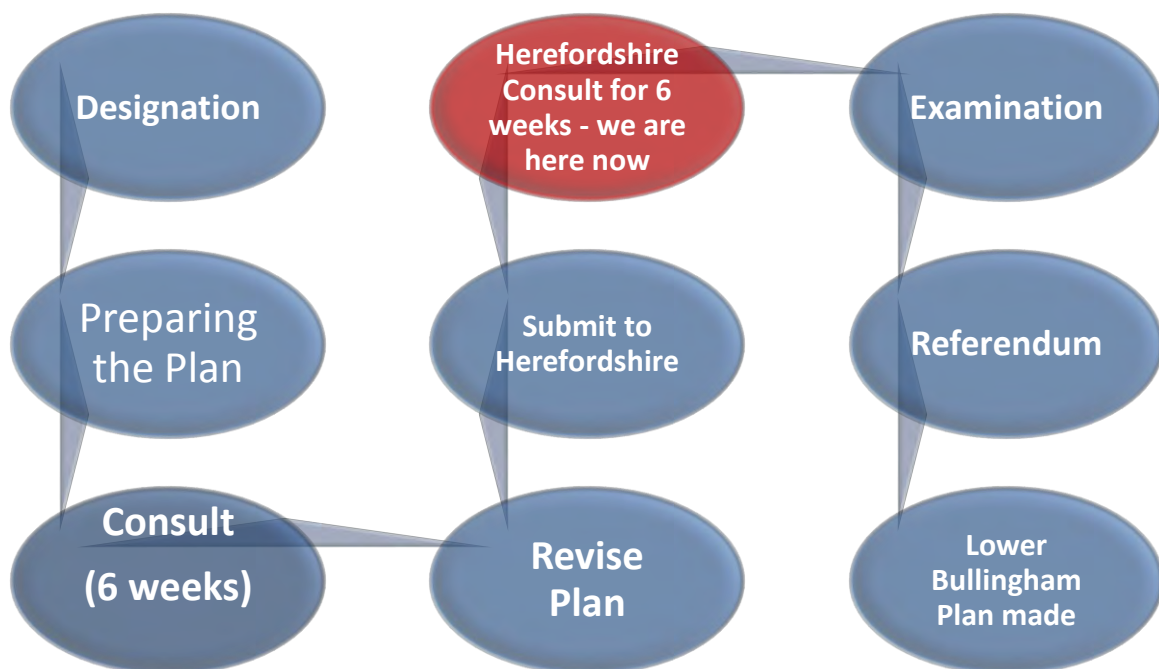 Designation
Preparing
the Plan
Consult
(6 weeks)
Revise
Plan
Submit to
Herefordshire
Herefordshire
Consult for 6
weeks - we are
here now
Examination
Referendum
Lower
Bullingham
Plan made